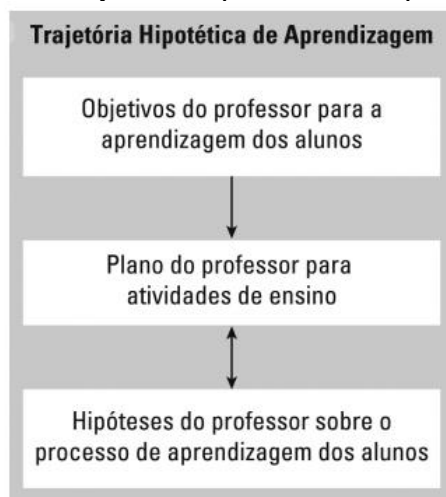 Trajetória Hipotética de Aprendizagem
Objetivos do professor para a
aprendizagem dos alunos
Plano do professor para
atividades de ensino
Hipóteses do professor sobre o
processo de aprendizagem dos alunos